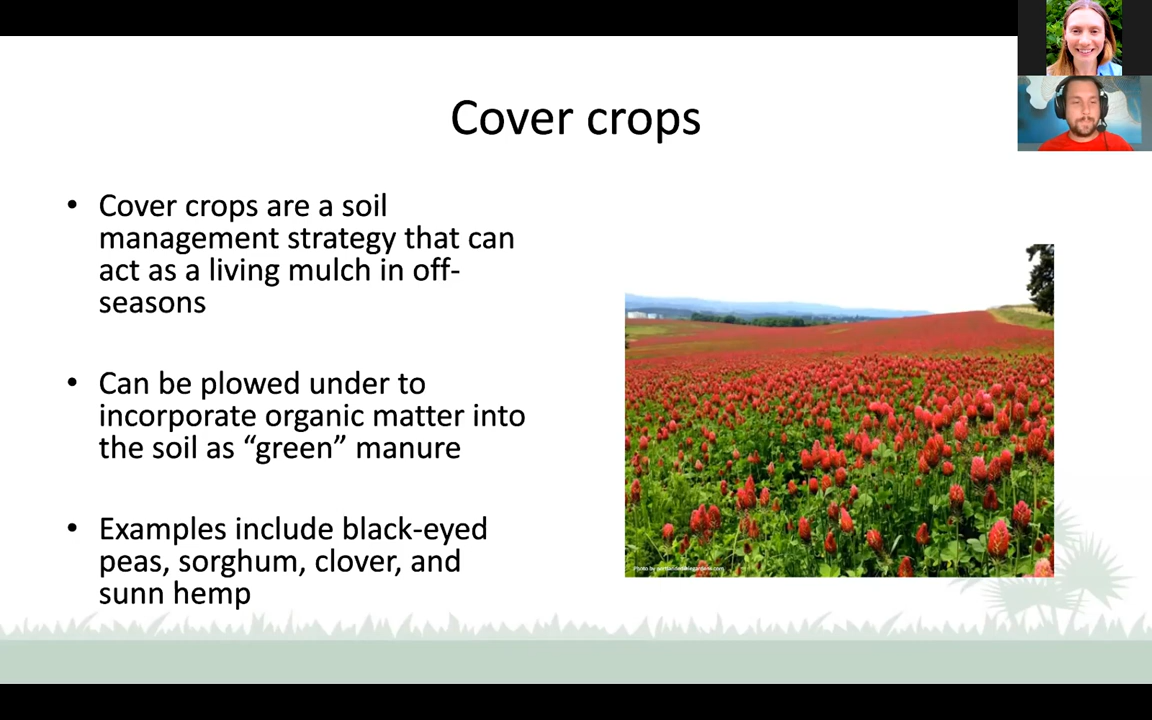 Cover crops
• Cover crops are a soil
management strategy that can
act as a living mulch in off-
seasons
• Can be plowed under to
incorporate organic matter into
the soil as “green” manure
• Examples include black-eyed
peas, sorghum, clover, and
sunn hemp
Photo by